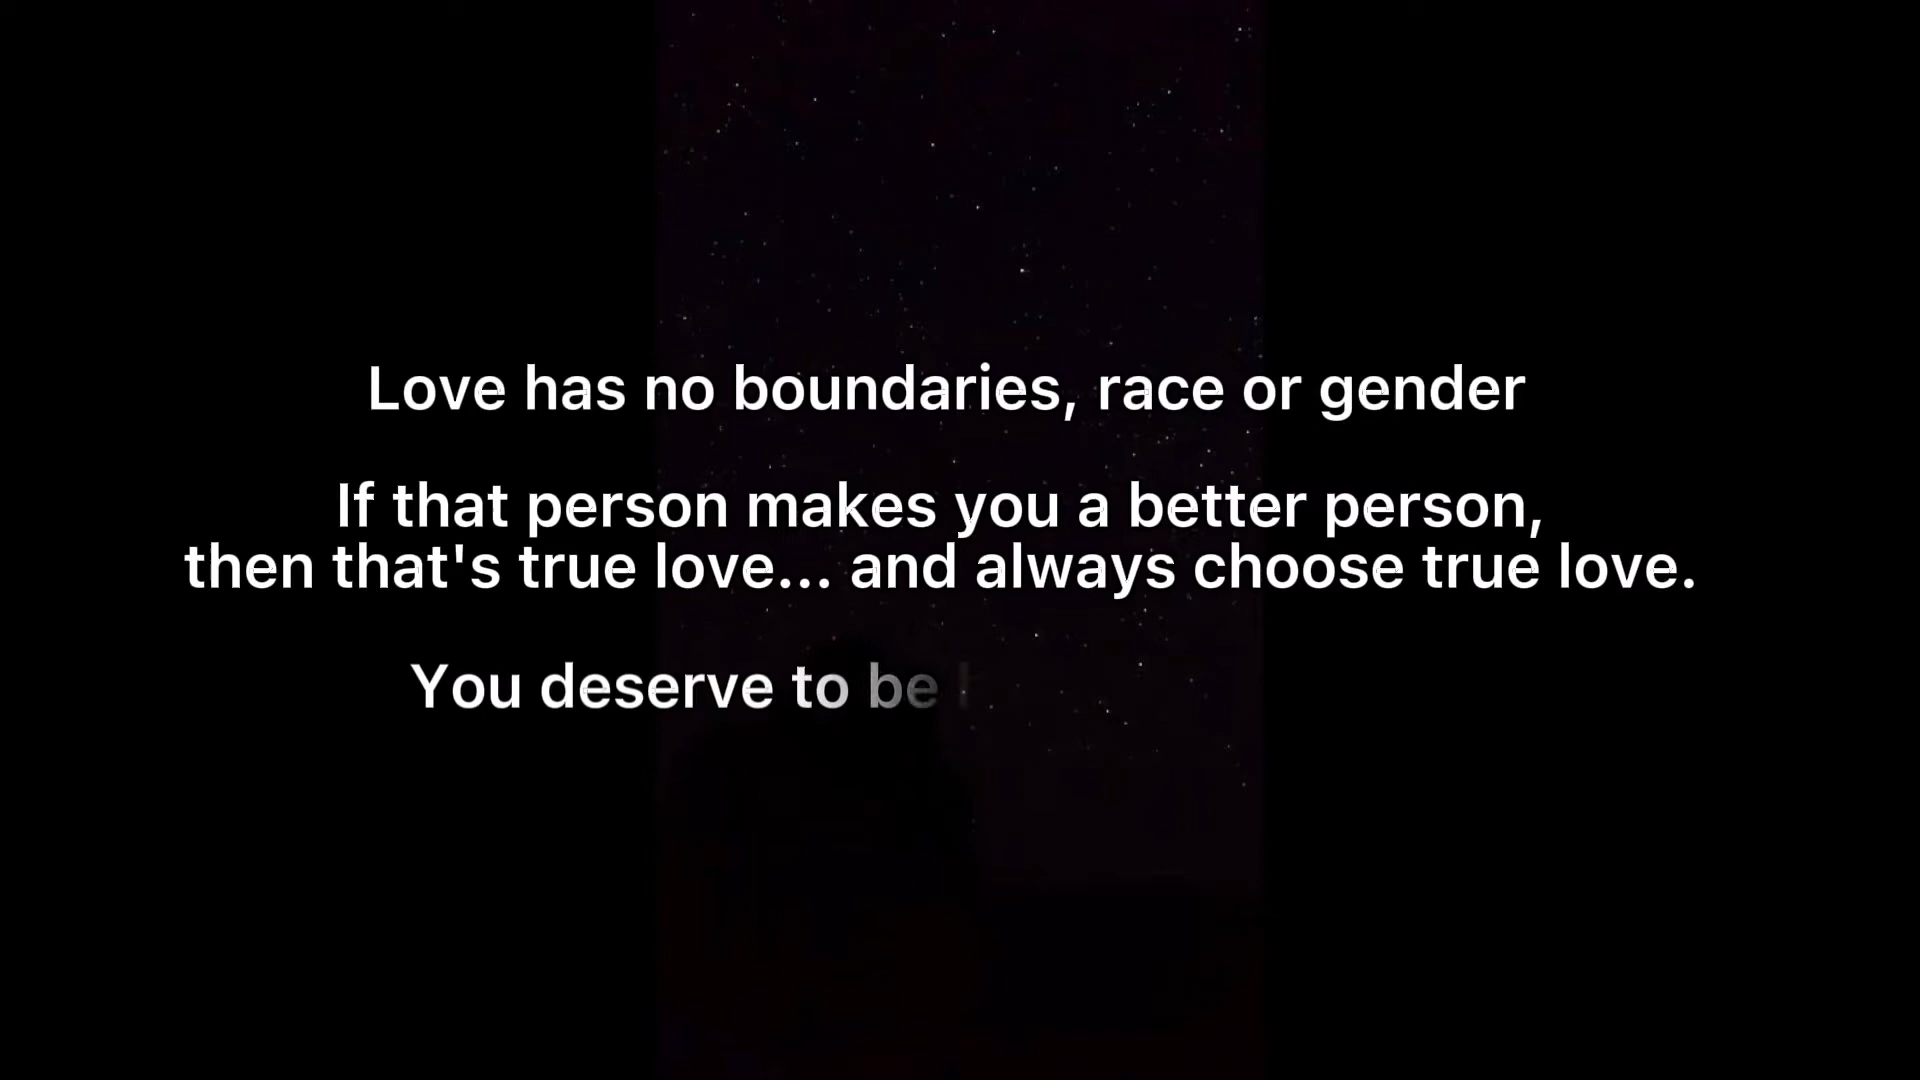 Love has no boundaries, race or gender
If that person makes you a better person,
then that's true love... and always choose true love.
You deserve to be